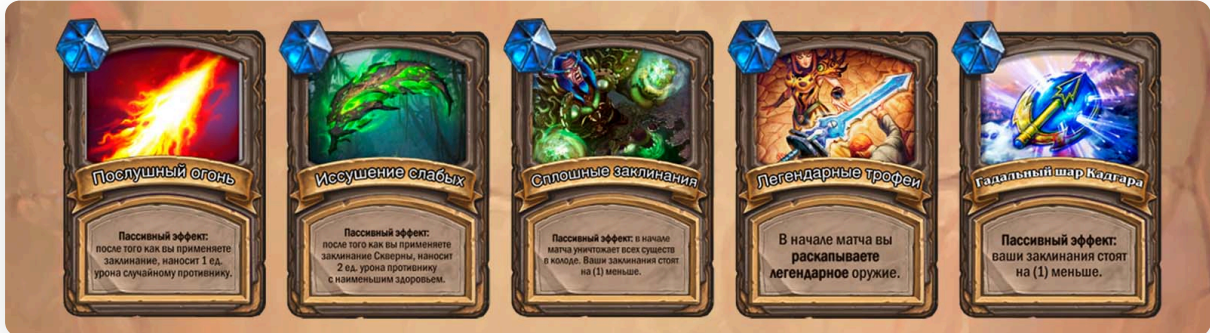 Послушный огонь
Пассивный эффект:
после того как вы применяете
заклинание, наносит 1 ед.
урона случайному противнику.
Иссушение слабых
Пассивный эффект:
после того как вы применяете
заклинание Скверны, наносит
2 ед. урона противнику
с наименьшим здоровьем.
Сплошные заклинания
Пассивный эффект: в начале
матча уничтожает всех существ
в колоде. Ваши заклинания стоят
на (1) меньше.
Легендарные трофеи
В начале матча вы
раскапываете
легендарное оружие.
Гадальный шар Кадгара
Пассивный эффект:
ваши заклинания стоят
на (1) меньше.